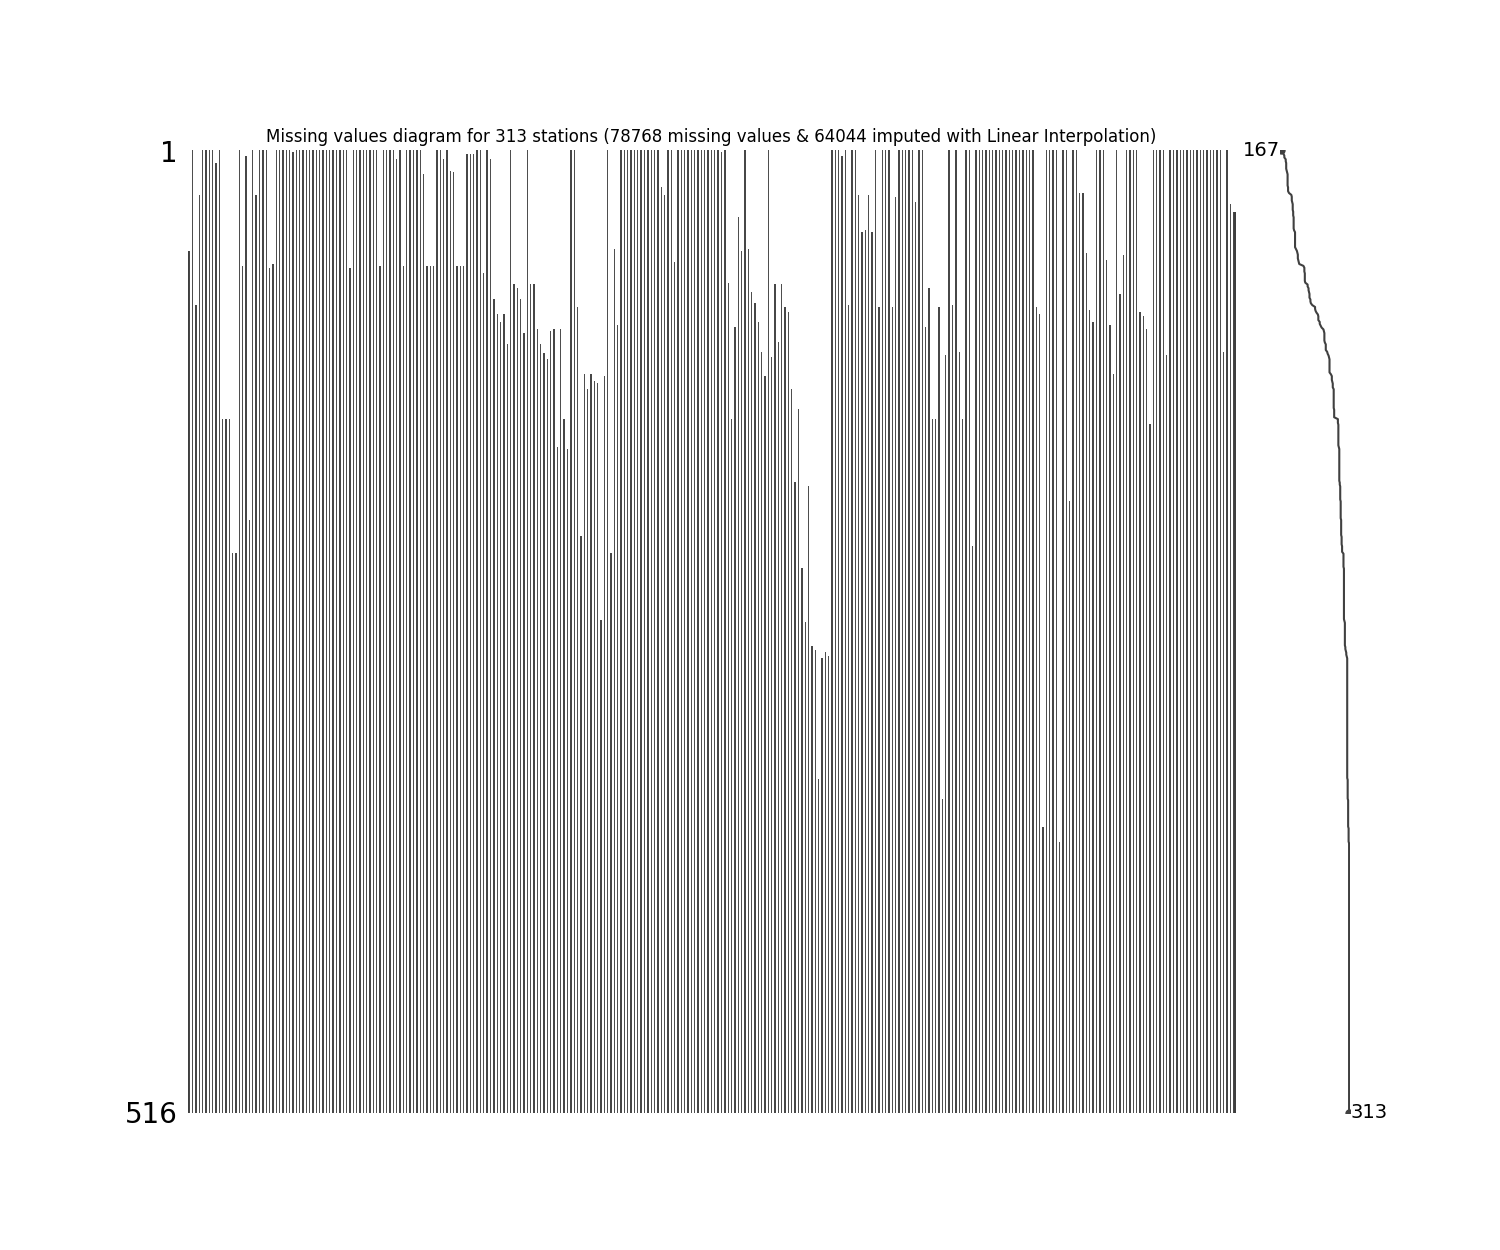 Missing values diagram for 313 stations (78768 missing values & 64044 imputed with Linear Interpolation)
1
167
516
313